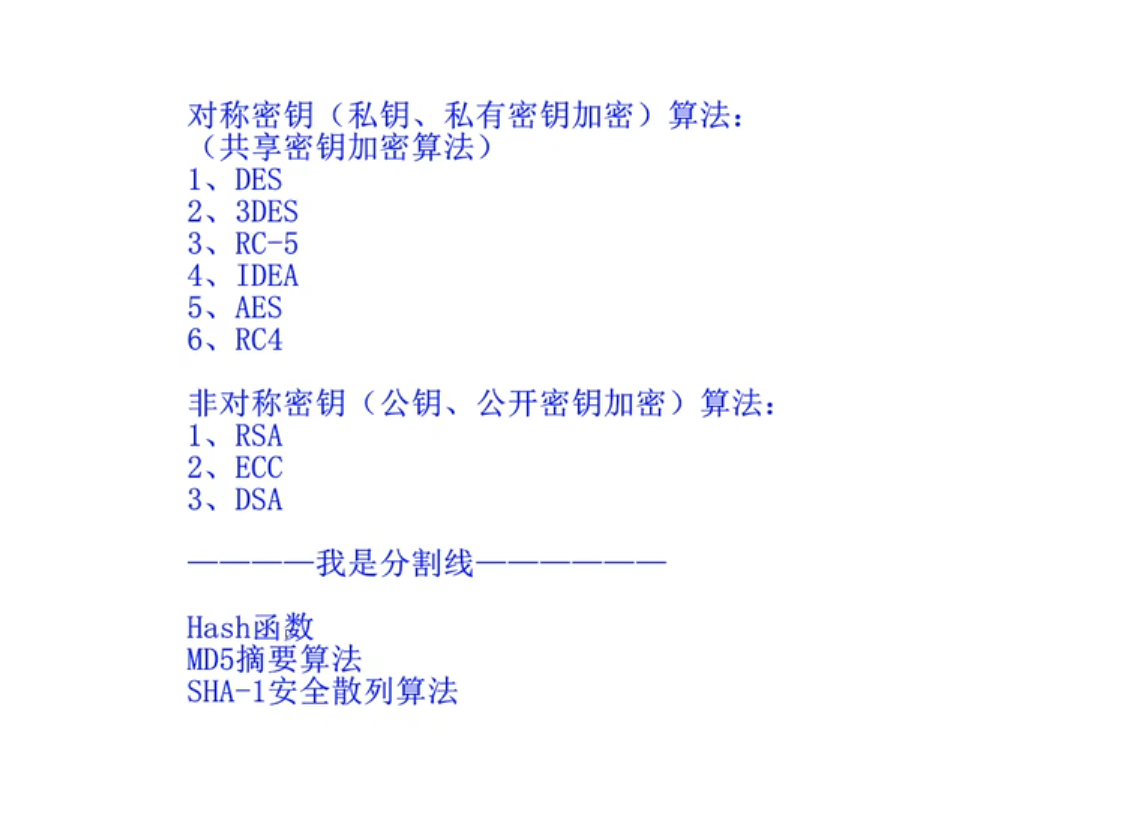 对称密钥（私钥、私有密钥加密）算法：
（共享密钥加密算法）
1、DES
2、3DES
3、RC-5
4、IDEA
5、AES
6、RC4
非对称密钥（公钥、公开密钥加密）算法：
1、RSA
2、ECC
3、DSA
————我是分割线——————
Hash函数
MD5摘要算法
SHA-1安全散列算法